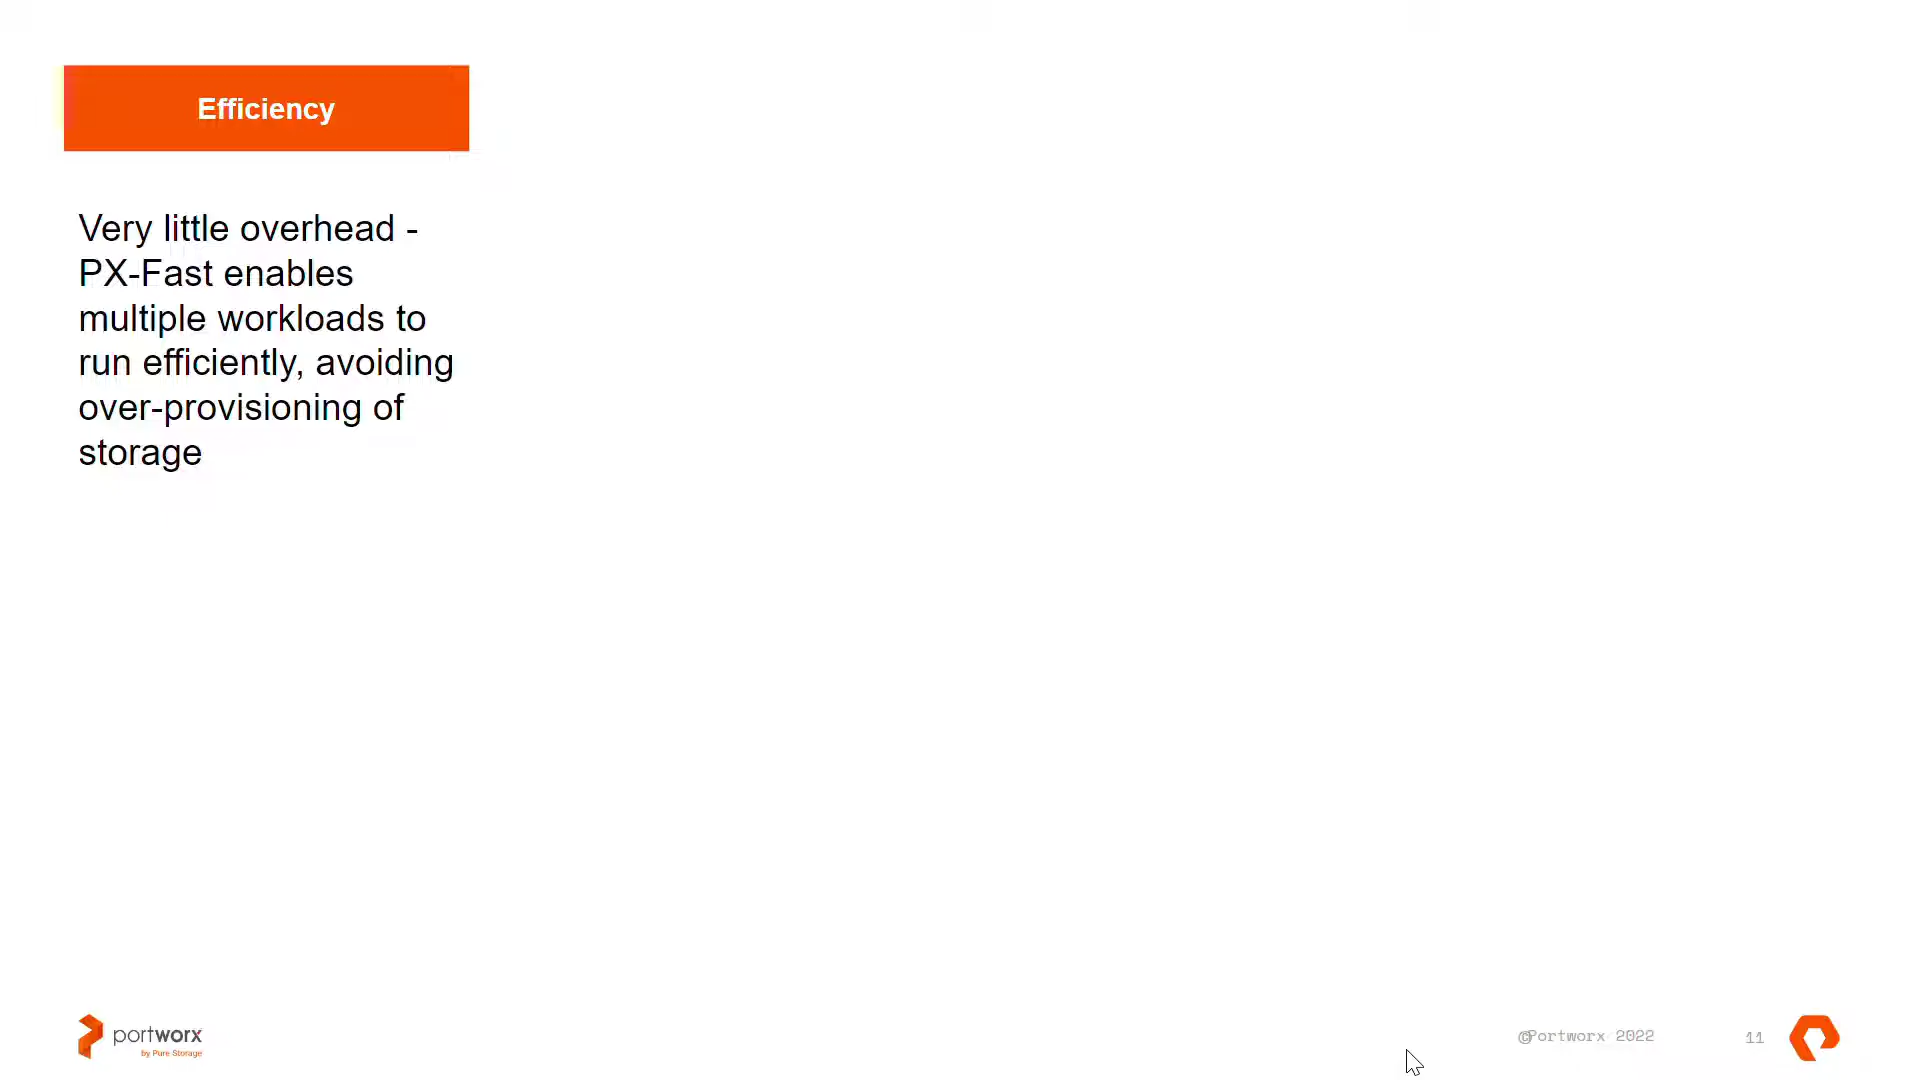 Efficiency
Very little overhead -
PX-Fast enables
multiple workloads to
run efficiently, avoiding
over-provisioning of
storage
portworx
by Pure Storage
©Portworx 2022
11